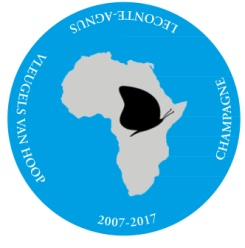 LECONTE-AGNUS
VLEUGELS VAN HOOP
CHAMPAGNE
2007-2017